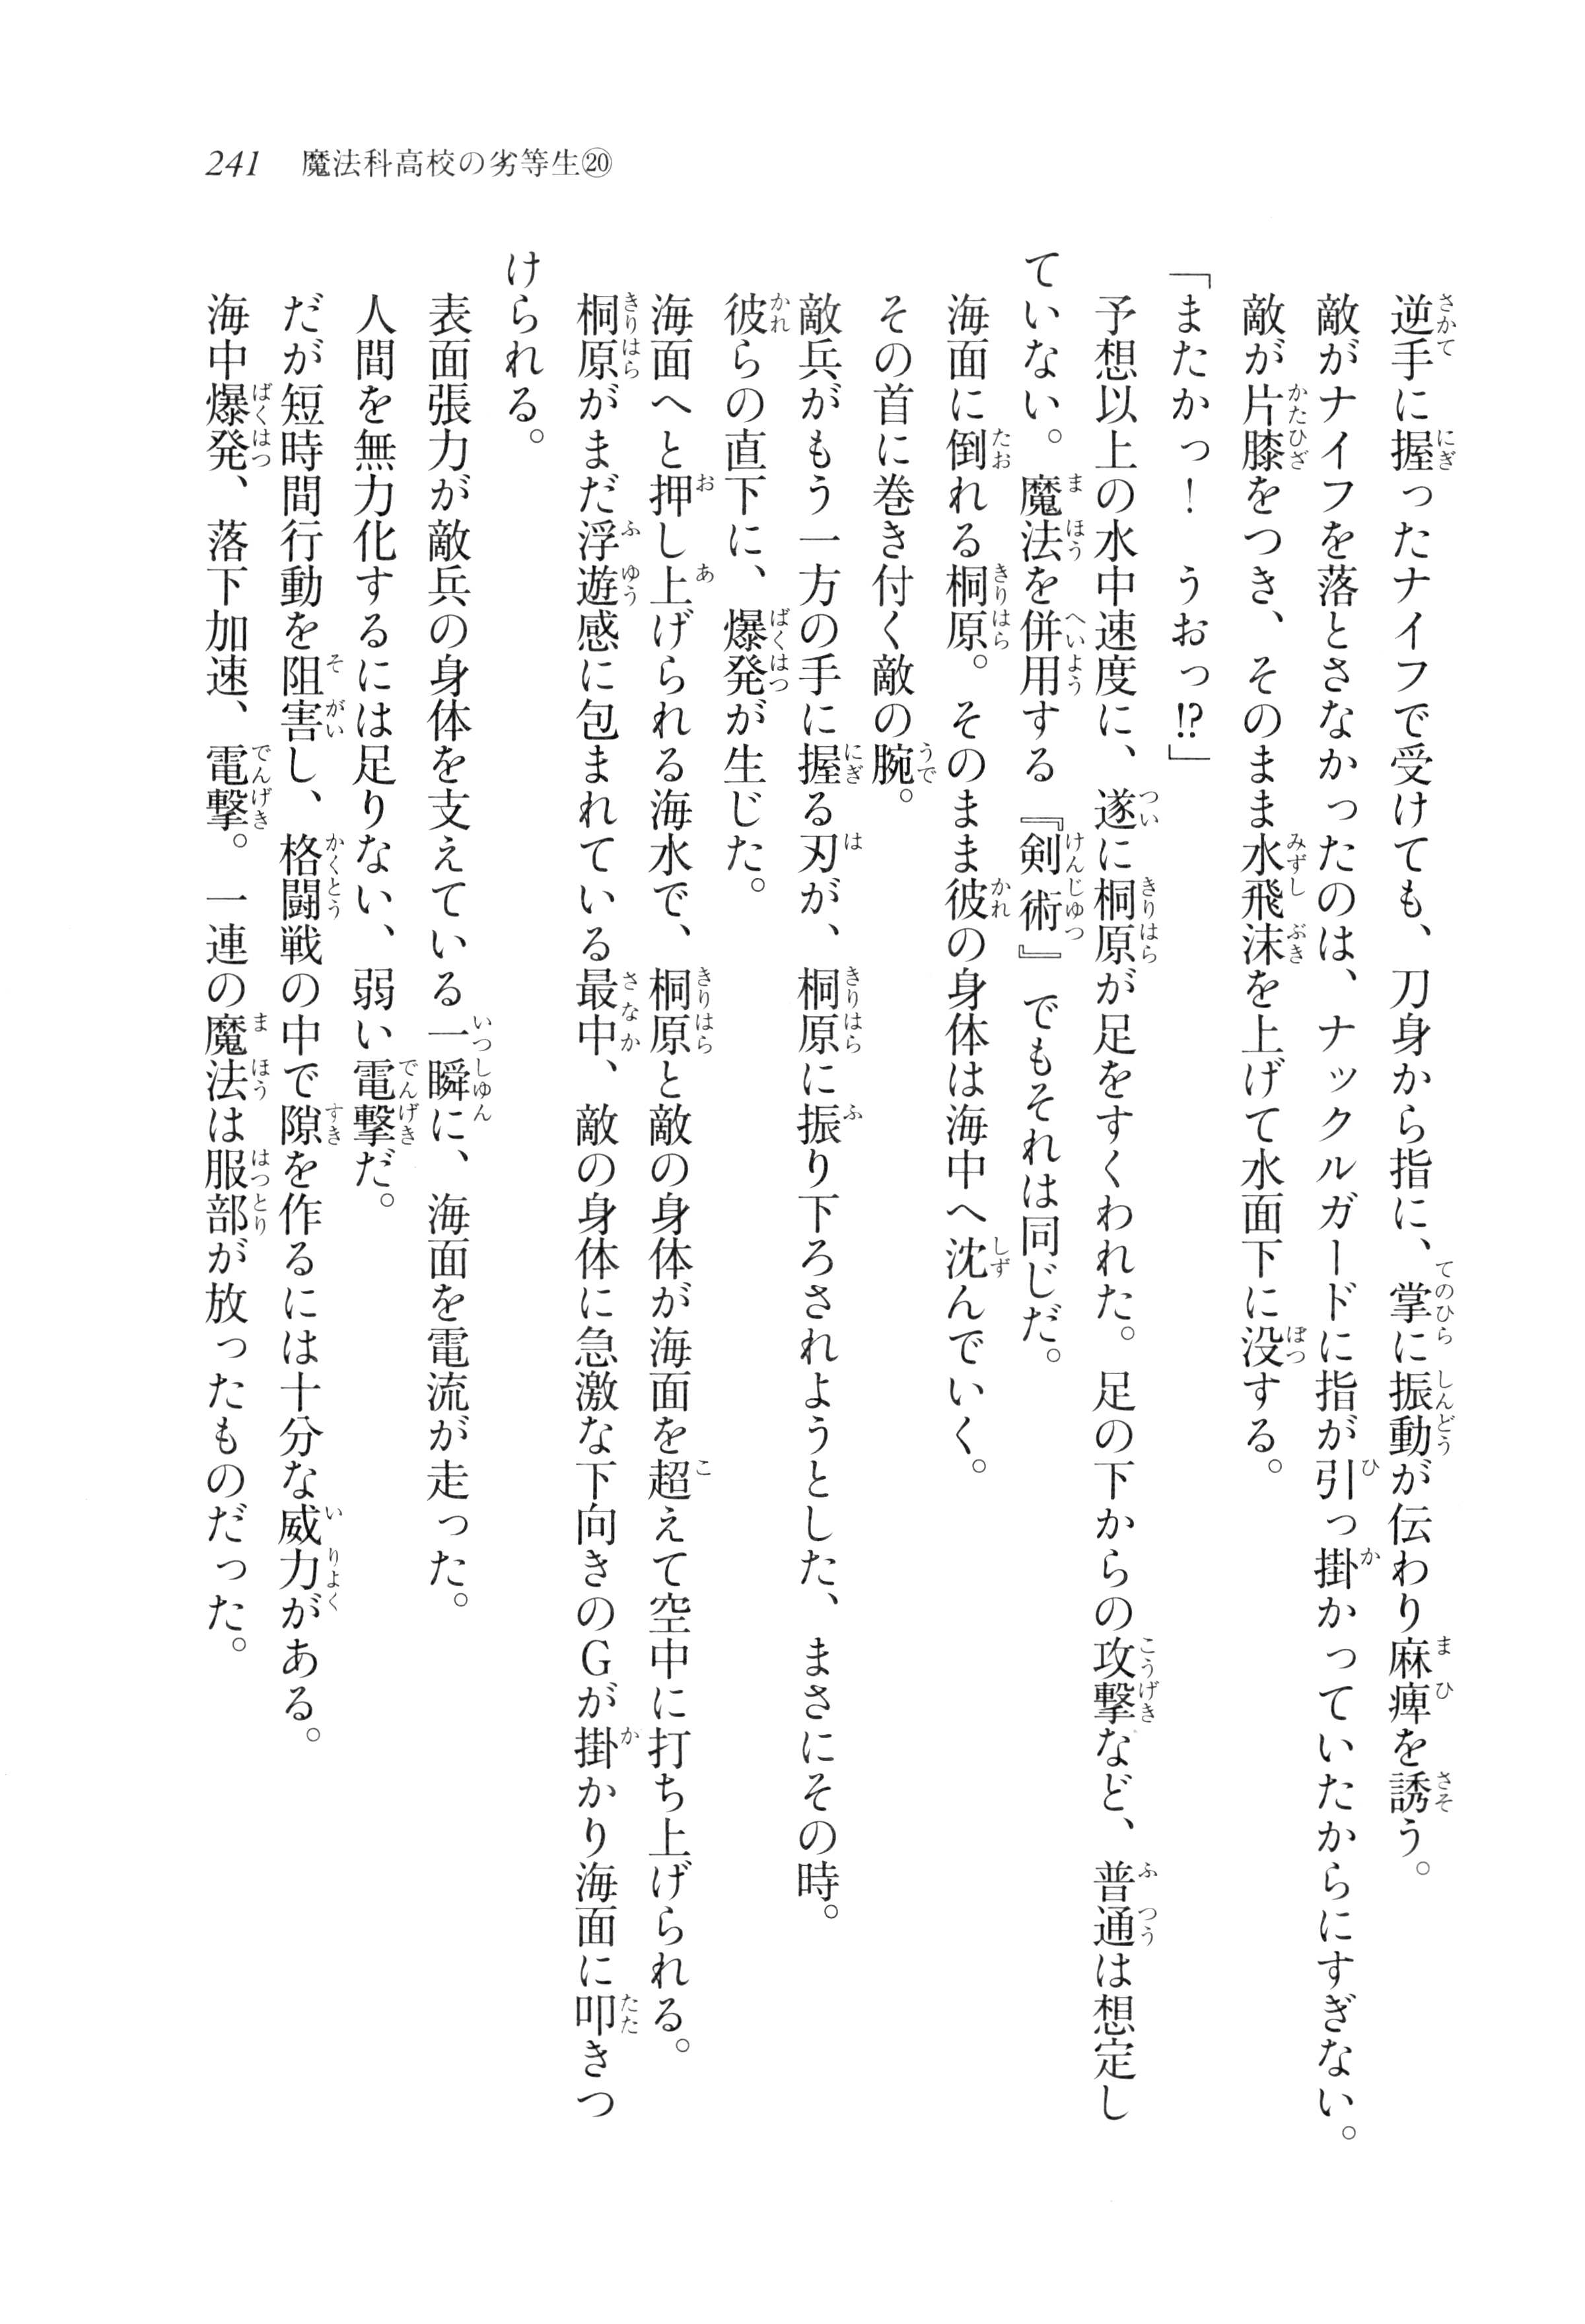 241 魔法科高校の劣等生⑳
逆手に握ったナイフで受けても、刀身から指に、掌に振動が伝わり麻痺を誘う。
敵がナイフを落とさなかったのは、ナックルガードに指が引っ掛かっていたからにすぎない。
敵が片膝をつき、そのまま水飛沫を上げて水面下に没する。
「またかっ！　うおっ⁉」
予想以上の水中速度に、遂に桐原が足をすくわれた。足の下からの攻撃など、普通は想定し
ていない。魔法を併用する『剣術』でもそれは同じだ。
海面に倒れる桐原。そのまま彼の身体は海中へ沈んでいく。
その首に巻き付く敵の腕。
敵兵がもう一方の手に握る刃が、桐原に振り下ろされようとした、まさにその時。
彼らの直下に、爆発が生じた。
海面へと押し上げられる海水で、桐原と敵の身体が海面を超えて空中に打ち上げられる。
桐原がまだ浮遊感に包まれている最中、敵の身体に急激な下向きのGが掛かり海面に叩きつ
けられる。
表面張力が敵兵の身体を支えている一瞬に、海面を電流が走った。
人間を無力化するには足りない、弱い電撃だ。
だが短時間行動を阻害し、格闘戦の中で隙を作るには十分な威力がある。
海中爆発、落下加速、電撃。一連の魔法は服部が放ったものだった。